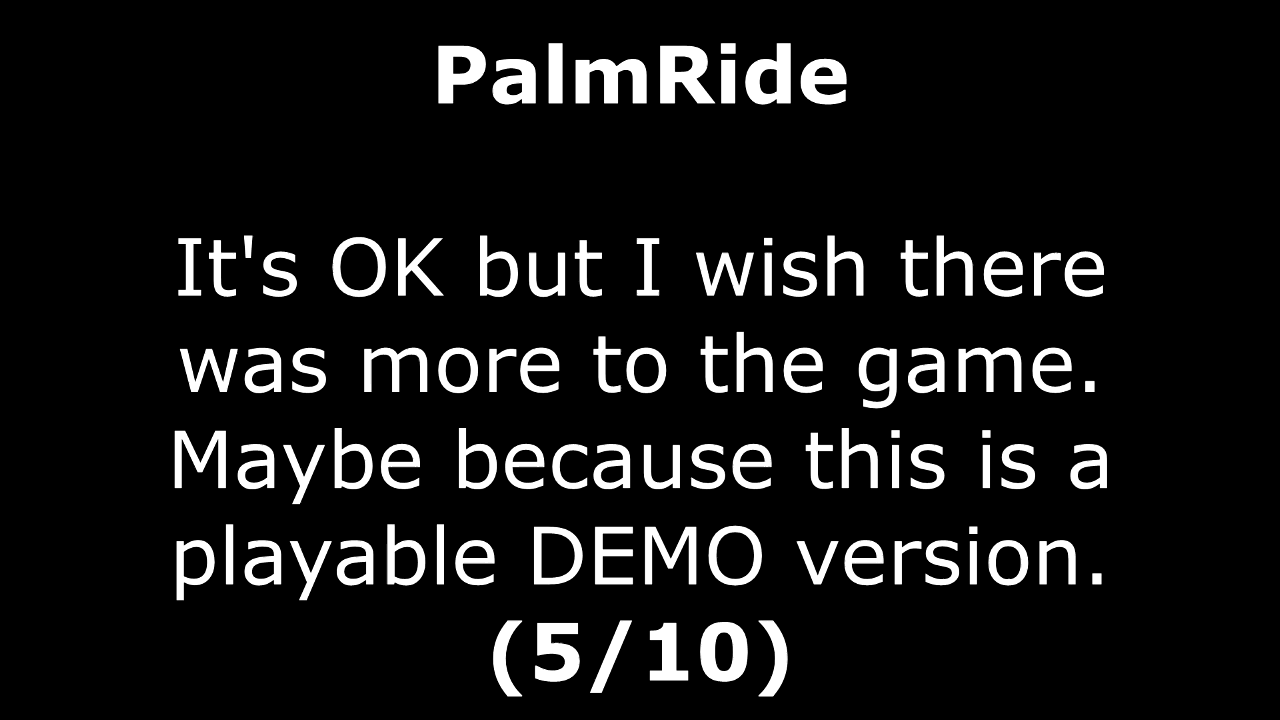 PalmRide
It's OK but I wish there
was more to the game.
Maybe because this is a
playable DEMO version.
(5/10)